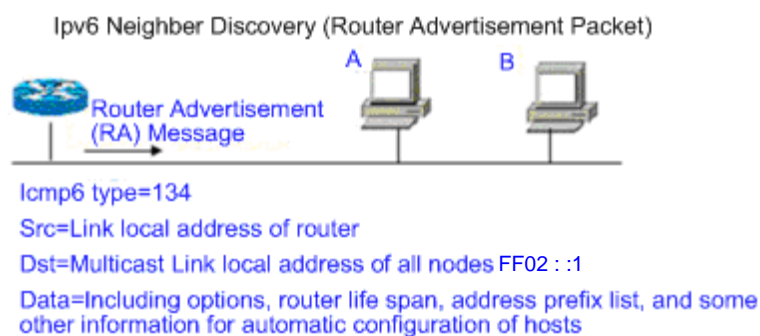 Ipv6 Neighber Discovery (Router Advertisement Packet)
A
B
Router Advertisement
(RA) Message
Icmp6 type=134
Src=Link local address of router
Dst=Multicast Link local address of all nodes FF02 : :1
Data=Including options, router life span, address prefix list, and some
other information for automatic configuration of hosts